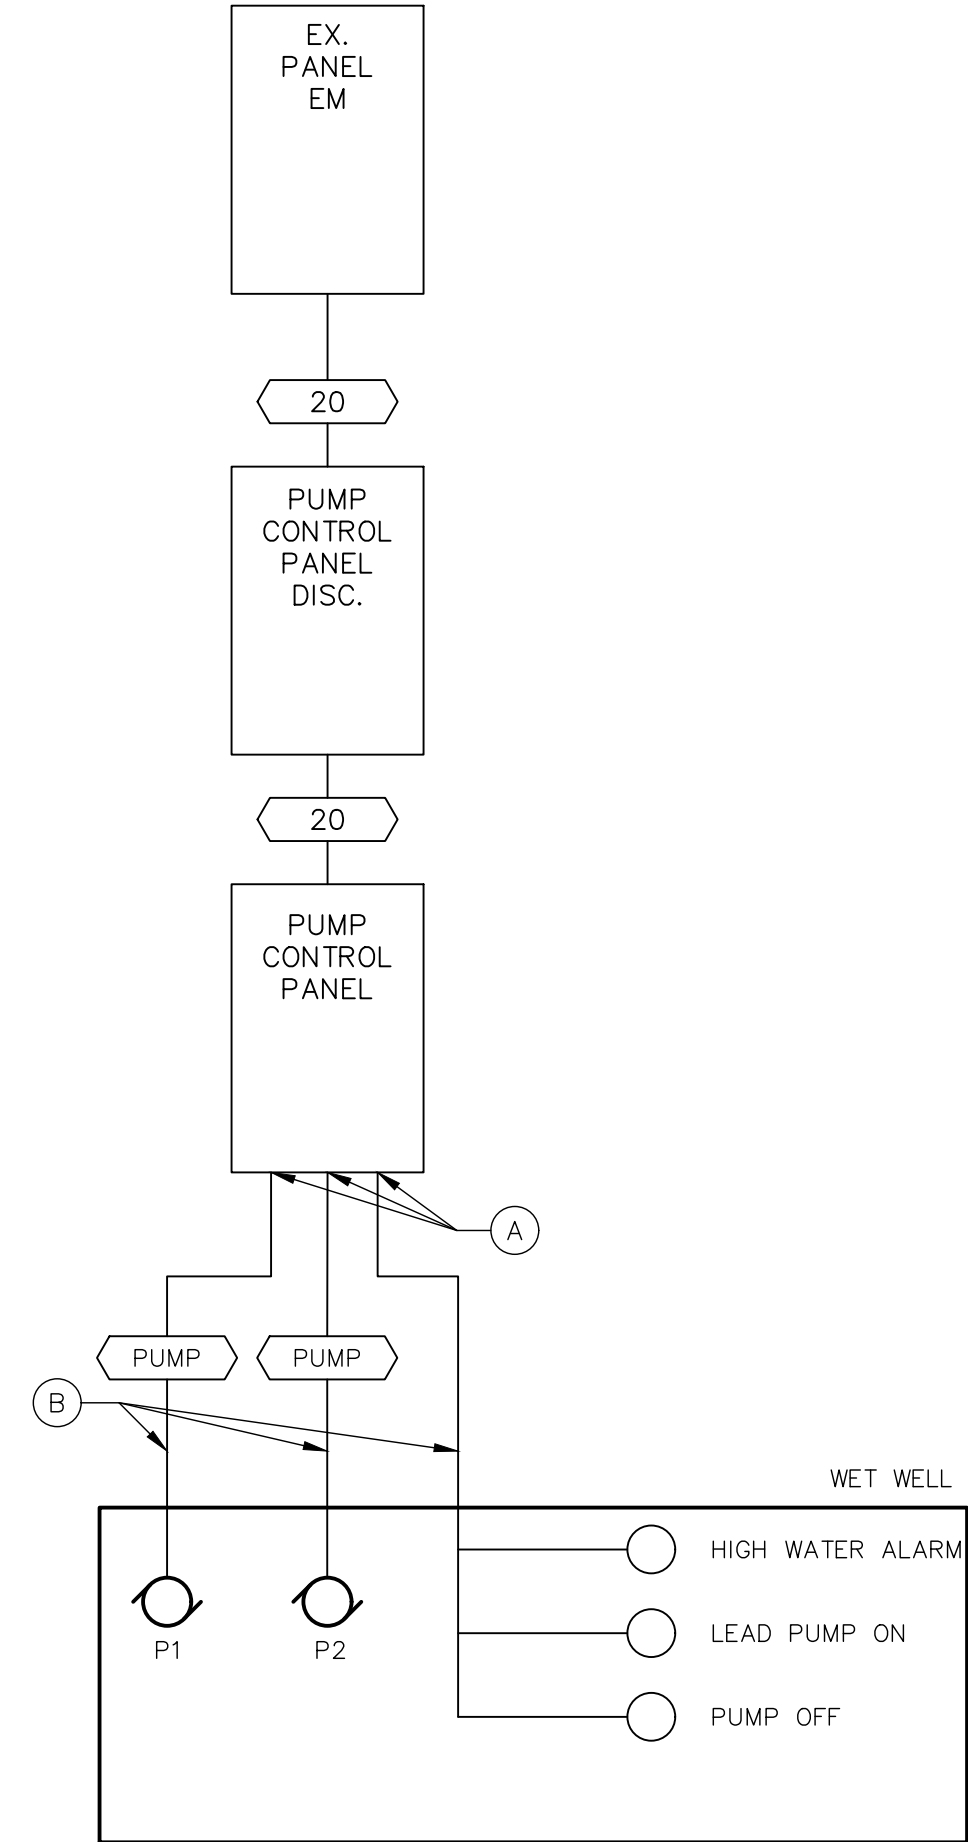 EX.
PANEL
EM
20
PUMP
CONTROL
PANEL
DISC.
20
PUMP
CONTROL
PANEL
A
PUMP
PUMP
B
WET WELL
HIGH WATER ALARM
LEAD PUMP ON
P1
P2
PUMP OFF